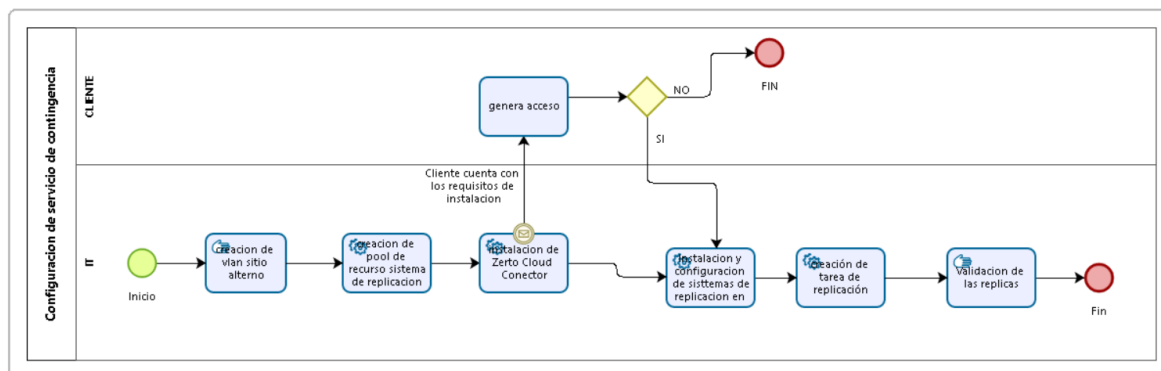 Configuracion de servicio de contingencia
CLIENTE
genera acceso
NO
FIN
SI
Cliente cuenta con
los requisitos de
instalacion
IT
Inicio
creacion de
vlan sitio
alterno
creacion de
pool de
recurso sistema
de replicacion
Instalacion de
Zerto Cloud
Conector
Instalacion y
configuracion
de sisttemas de
replicacion en
creación de
tarea de
replicación
Validacion de
las replicas
Fin